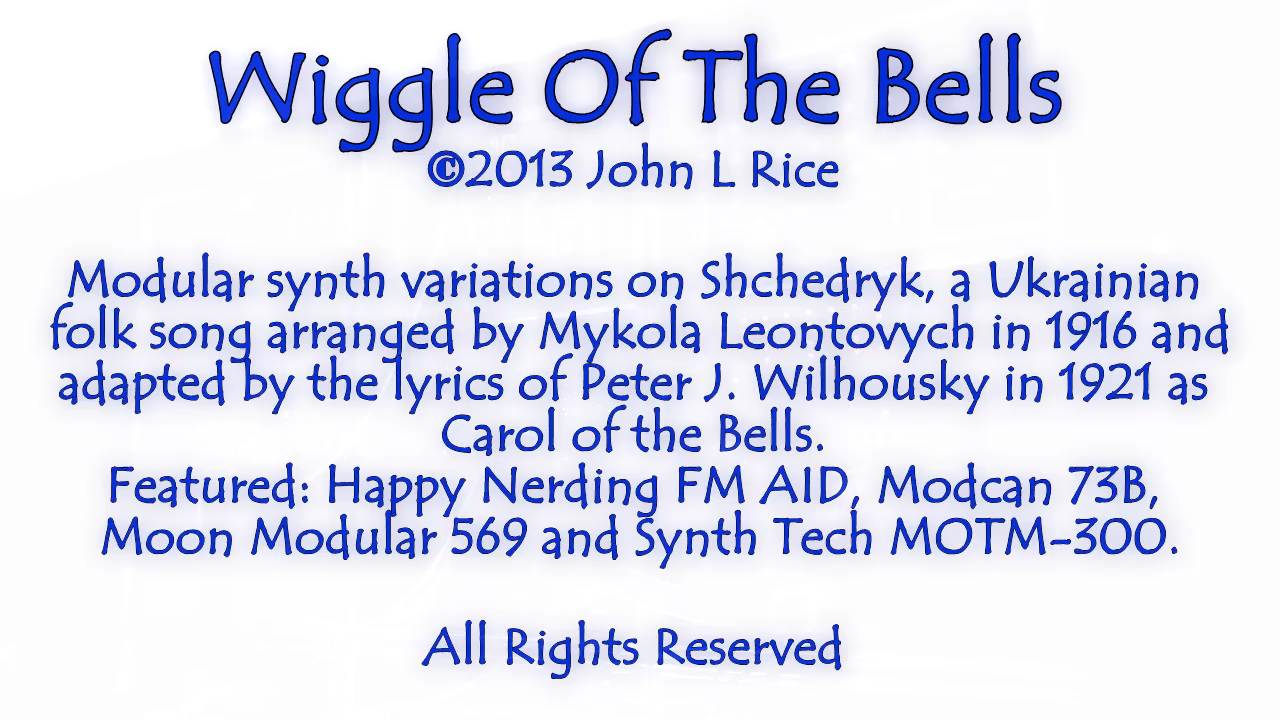 Wiggle Of The Bells
©2013 John L Rice
Modular synth variations on Shchedryk, a Ukrainian
folk song arranged by Mykola Leontovych in 1916 and
adapted by the lyrics of Peter J. Wilhousky in 1921 as
Carol of the Bells.
Featured: Happy Nerding FM AID, Modcan 73B,
Moon Modular 569 and Synth Tech MOTM-300.
All Rights Reserved